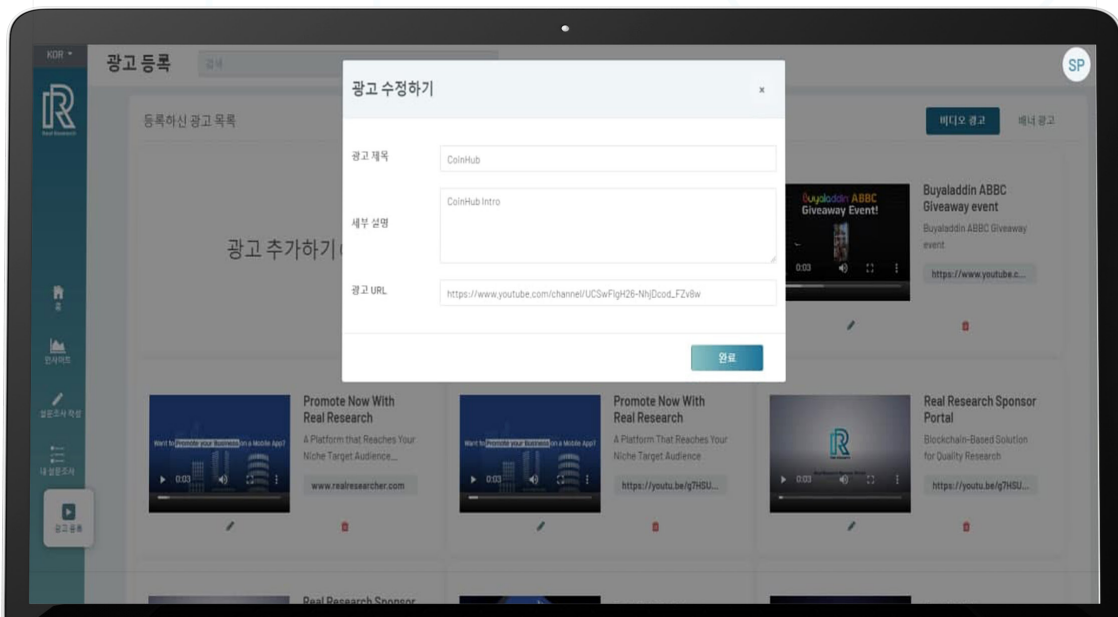 KOR
광고 등록
검색
SP
Real Research
등록하신 광고 목록
비디오 광고
배너 광고
광고 수정하기
x
광고 제목
CoinHub
세부 설명
CoinHub Intro
광고 URL
https://www.youtube.com/channel/UCSwFlgH26-NhjDcod_FZv8w
완료
광고 추가하기
Buyaladdin ABBC
Giveaway Event!
0:03
Buyaladdin ABBC
Giveaway event
Buyaladdin ABBC Giveaway
event
https://www.youtube.c...
홈
인사이트
설문조사 작성
내 설문조사
광고 등록
Want to Promote your Business on a Mobile App?
0:03
Promote Now With
Real Research
A Platform that Reaches Your
Niche Target Audience...
www.realresearcher.com
Want to Promote your Business on a Mobile App?
0:03
Promote Now With
Real Research
A Platform That Reaches Your
Niche Target Audience
https://youtu.be/g7HSU...
0:03
Real Research Sponsor
Portal
Blockchain-Based Solution
for Quality Research
https://youtu.be/g7HSU...
Real Research Sponsor